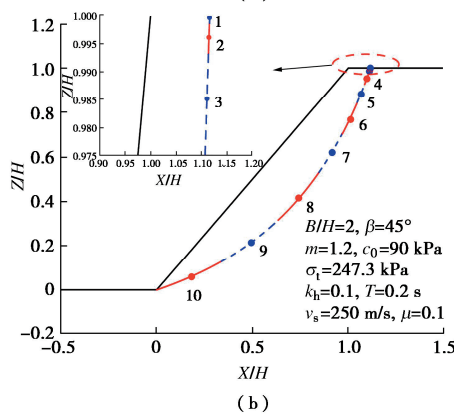 1.000
0.995
0.990
0.985
0.980
0.975
Z/H
0.90 0.95 1.00 1.05 1.10 1.15 1.20
X/H
1
2
3
1.2
1.0
0.8
0.6
0.4
0.2
0
-0.2
Z/H
4
5
6
7
8
9
10
B/H=2, β=45°
m=1.2, c₀=90 kPa
σₜ=247.3 kPa
kₕ=0.1, T=0.2 s
vₛ=250 m/s, μ=0.1
-0.5 0 0.5 1.0 1.5
X/H
(b)